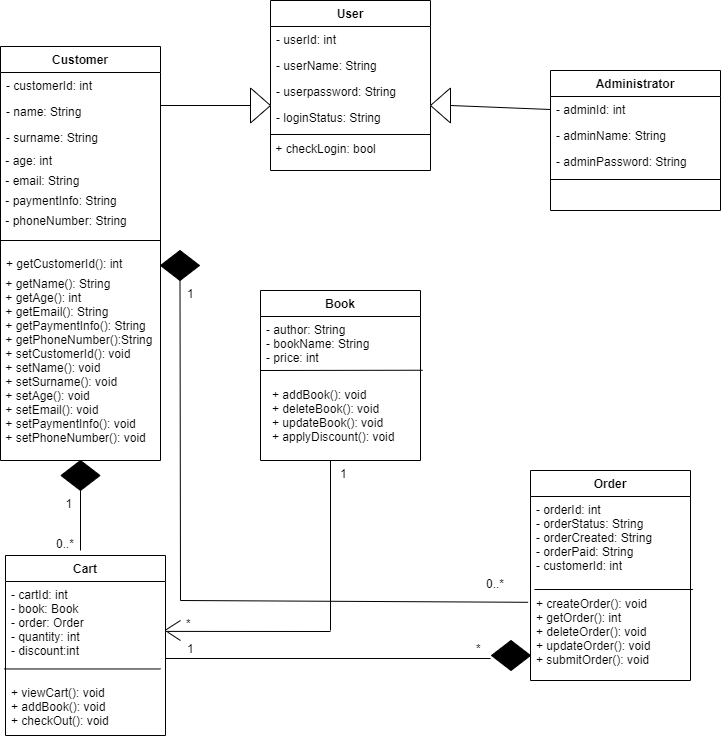 User
- userId: int
- userName: String
- userpassword: String
- loginStatus: String
+ checkLogin: bool
Customer
- customerId: int
- name: String
- surname: String
- age: int
- email: String
- paymentInfo: String
- phoneNumber: String
+ getCustomerId(): int
+ getName(): String
+ getAge(): int
+ getEmail(): String
+ getPaymentInfo(): String
+ getPhoneNumber():String
+ setCustomerId(): void
+ setName(): void
+ setSurname(): void
+ setAge(): void
+ setEmail(): void
+ setPaymentInfo(): void
+ setPhoneNumber(): void
Administrator
- adminId: int
- adminName: String
- adminPassword: String
1
Book
- author: String
- bookName: String
- price: int
+ addBook(): void
+ deleteBook(): void
+ updateBook(): void
+ applyDiscount(): void
1
1
0..*
Order
- orderId: int
- orderStatus: String
- orderCreated: String
- orderPaid: String
- customerId: int
+ createOrder(): void
+ getOrder(): int
+ deleteOrder(): void
+ updateOrder(): void
+ submitOrder(): void
0..*
Cart
- cartId: int
- book: Book
- order: Order
- quantity: int
- discount:int
+ viewCart(): void
+ addBook(): void
+ checkOut(): void
*
1
*